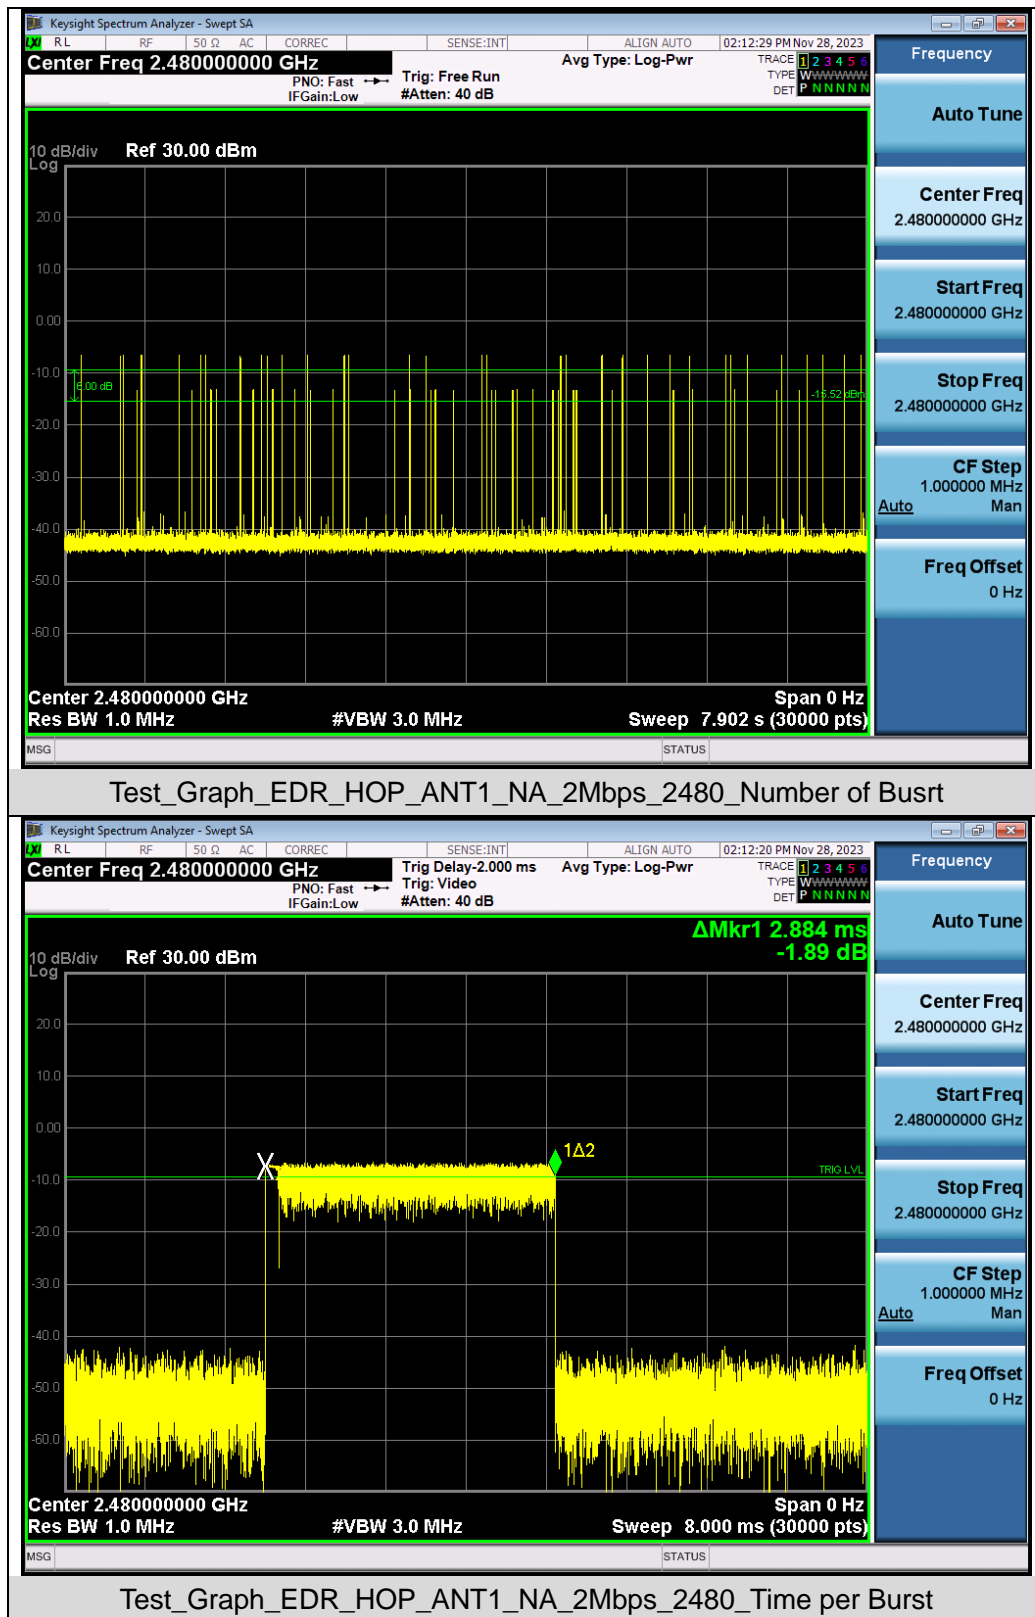 Keysight Spectrum Analyzer - Swept SA
LXI RL RF 50 Ω AC CORREC SENSE:INT ALIGN AUTO 02:12:29 PM Nov 28, 2023
Center Freq 2.480000000 GHz
PNO: Fast
IFGain:Low
Trig: Free Run
#Atten: 40 dB
Avg Type: Log-Pwr
TRACE 1 2 3 4 5 6
TYPE WWWWWW
DET P N N N N N
Frequency
Auto Tune
Center Freq
2.480000000 GHz
Start Freq
2.480000000 GHz
Stop Freq
2.480000000 GHz
CF Step
1.000000 MHz
Auto Man
Freq Offset
0 Hz
10 dB/div Ref 30.00 dBm
Log
20.0
10.0
0.00
-10.0
6.00 dB
-15.52 dBm
-20.0
-30.0
-40.0
-50.0
-60.0
Center 2.480000000 GHz Span 0 Hz
Res BW 1.0 MHz #VBW 3.0 MHz Sweep 7.902 s (30000 pts)
MSG STATUS
Test_Graph_EDR_HOP_ANT1_NA_2Mbps_2480_Number of Busrt
Keysight Spectrum Analyzer - Swept SA
LXI RL RF 50 Ω AC CORREC SENSE:INT ALIGN AUTO 02:12:20 PM Nov 28, 2023
Center Freq 2.480000000 GHz
PNO: Fast
IFGain:Low
Trig Delay-2.000 ms
Trig: Video
#Atten: 40 dB
Avg Type: Log-Pwr
TRACE 1 2 3 4 5 6
TYPE WWWWWW
DET P N N N N N
Frequency
Auto Tune
Center Freq
2.480000000 GHz
Start Freq
2.480000000 GHz
Stop Freq
2.480000000 GHz
CF Step
1.000000 MHz
Auto Man
Freq Offset
0 Hz
ΔMkr1 2.884 ms
-1.89 dB
10 dB/div Ref 30.00 dBm
Log
20.0
10.0
0.00
1Δ2
TRIG LVL
-10.0
-20.0
-30.0
-40.0
-50.0
-60.0
Center 2.480000000 GHz Span 0 Hz
Res BW 1.0 MHz #VBW 3.0 MHz Sweep 8.000 ms (30000 pts)
MSG STATUS
Test_Graph_EDR_HOP_ANT1_NA_2Mbps_2480_Time per Burst